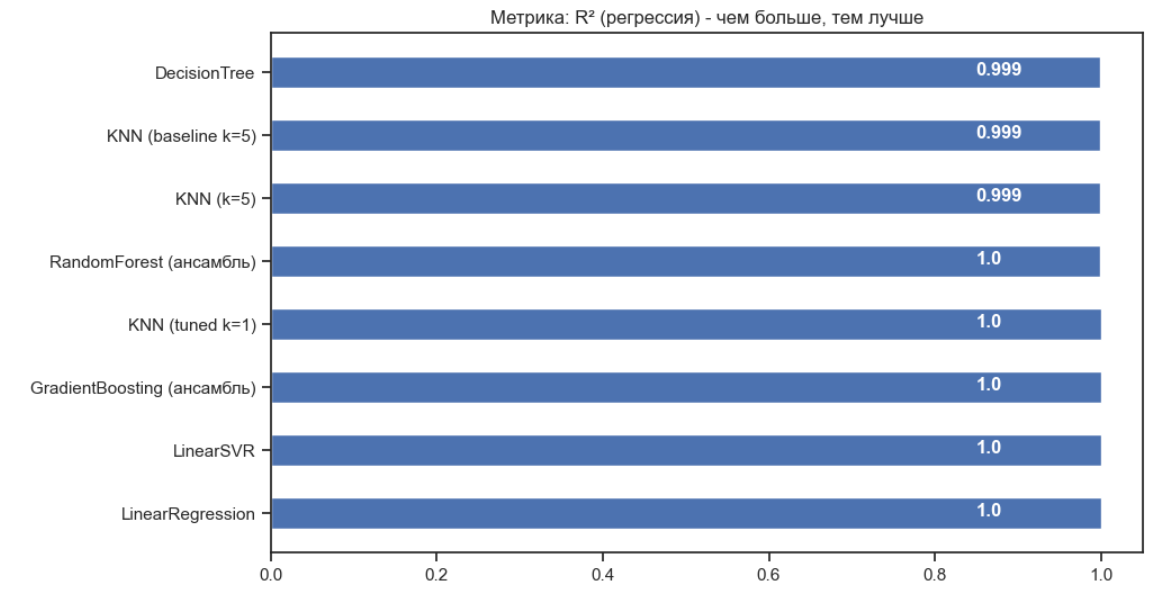 Метрика: R² (регрессия) - чем больше, тем лучше
DecisionTree 0.999
KNN (baseline k=5) 0.999
KNN (k=5) 0.999
RandomForest (ансамбль) 1.0
KNN (tuned k=1) 1.0
GradientBoosting (ансамбль) 1.0
LinearSVR 1.0
LinearRegression 1.0
0.0 0.2 0.4 0.6 0.8 1.0